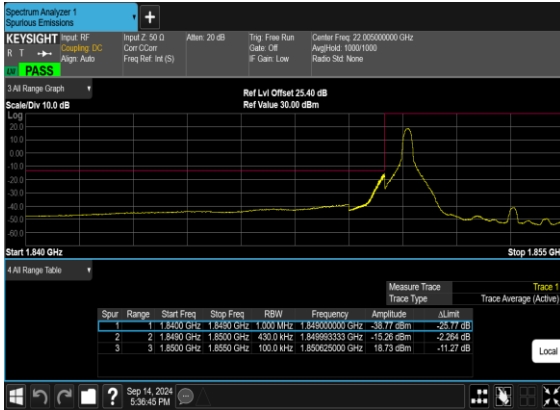 Spectrum Analyzer 1
Spurious Emissions
+
KEYSIGHT Input: RF Input Z: 50 Ω Atten: 20 dB Trig: Free Run Center Freq: 22.005000000 GHz
R T Coupling: DC Corr CCorr Gate: Off Avg|Hold: 1000/1000
Align: Auto Freq Ref: Int (S) IF Gain: Low Radio Std: None
PASS
3 All Range Graph
Scale/Div 10.0 dB Ref Lvl Offset 25.40 dB
Ref Value 30.00 dBm
Log
20.0
10.0
0.00
-10.0
-20.0
-30.0
-40.0
-50.0
-60.0
Start 1.840 GHz Stop 1.855 GH
4 All Range Table
Measure Trace Trace 1
Trace Type Trace Average (Active)
Spur Range Start Freq Stop Freq RBW Frequency Amplitude ΔLimit
1 1 1.8400 GHz 1.8490 GHz 1.000 MHz 1.849000000 GHz -38.77 dBm -25.77 dB
2 2 1.8490 GHz 1.8500 GHz 430.0 kHz 1.849993333 GHz -15.26 dBm -2.264 dB
3 3 1.8500 GHz 1.8550 GHz 100.0 kHz 1.850625000 GHz 18.73 dBm -11.27 dB
Local
? Sep 14, 2024
5:36:45 PM